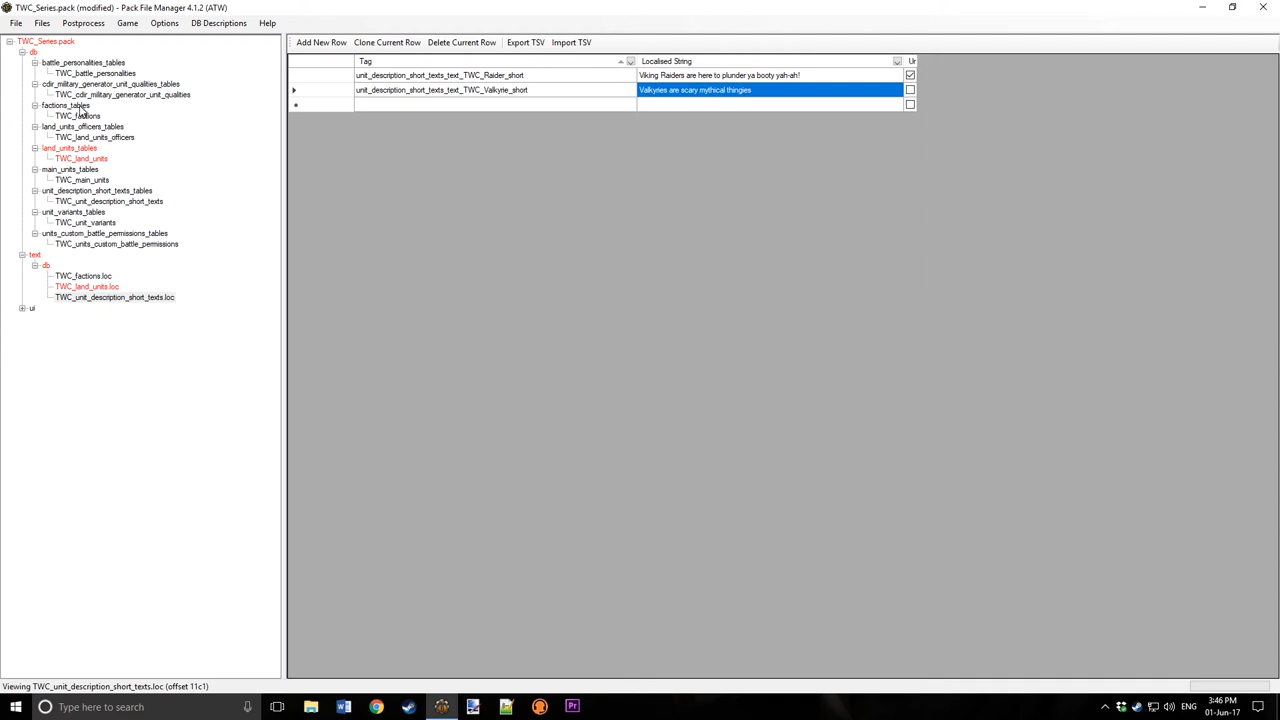 TWC_Series.pack (modified) - Pack File Manager 4.1.2 (ATW)
File Files Postprocess Game Options DB Descriptions Help
TWC_Series.pack
db
battle_personalities_tables
TWC_battle_personalities
cdr_military_generator_unit_qualities_tables
TWC_cdr_military_generator_unit_qualities
factions_tables
TWC_factions
land_units_officers_tables
TWC_land_units_officers
land_units_tables
TWC_land_units
main_units_tables
TWC_main_units
unit_description_short_texts_tables
TWC_unit_description_short_texts
unit_variants_tables
TWC_unit_variants
units_custom_battle_permissions_tables
TWC_units_custom_battle_permissions
text
db
TWC_factions.loc
TWC_land_units.loc
TWC_unit_description_short_texts.loc
ui
Add New Row Clone Current Row Delete Current Row Export TSV Import TSV
Tag Localised String Ur
unit_description_short_texts_text_TWC_Raider_short Viking Raiders are here to plunder ya booty yah-ah!
unit_description_short_texts_text_TWC_Valkyrie_short Valkyries are scary mythical thingies
Viewing TWC_unit_description_short_texts.loc (offset 11c1)
Type here to search
3:46 PM
01-Jun-17